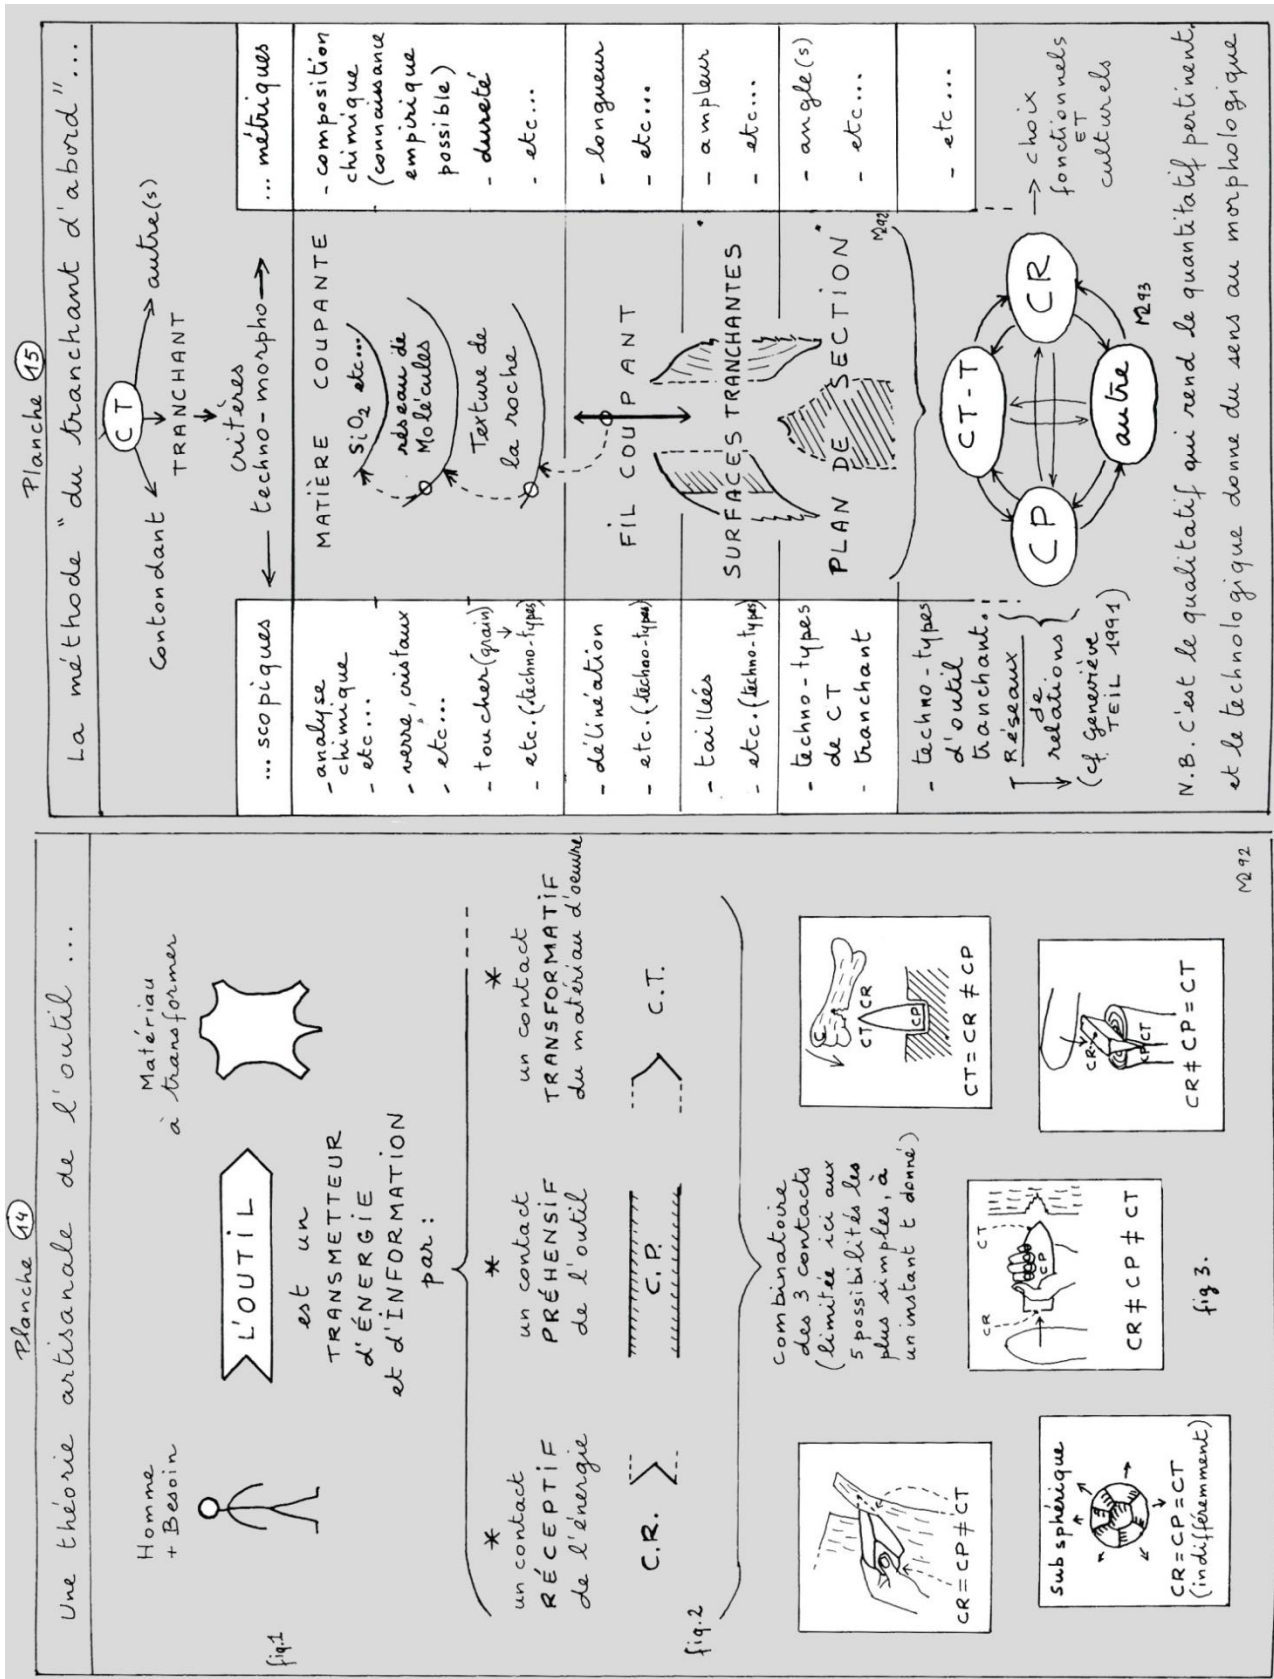 Planche 14
Une théorie artisanale de l'outil ...
Homme
+ Besoin
L'OUTIL
Matériau
à transformer
est un
TRANSMETTEUR
d'ÉNERGIE
et d'INFORMATION
par :
fig.1
*
un contact
RÉCEPTIF
de l'énergie
C.R.
*
un contact
PRÉHENSIF
de l'outil
C.P.
*
un contact
TRANSFORMATIF
du matériau d'oeuvre
C.T.
fig.2
Combinatoire
des 3 contacts
(limitée ici aux
5 possibilités les
plus simples, à
un instant t donné)
CR = CP ≠ CT
CT CR
CP
CT = CR ≠ CP
subsphérique
CR = CP = CT
(indifféremment)
CR
CT
CP
CR ≠ CP ≠ CT
CR
CP CT
CR ≠ CP = CT
fig 3.
M92
Planche 15
La méthode "du tranchant d'abord"...
CT
Contondant
TRANCHANT
autre(s)
critères
techno-morpho
... scopiques
... métriques
MATIÈRE COUPANTE
- analyse
chimique
- etc...
SiO2 etc...
- composition
chimique
(connaissance
empirique
possible)
- verre, cristaux
- etc...
réseau de
Molécules
- dureté
- toucher (grain)
- etc. (techno-types)
Texture de
la roche
- etc...
- délinéation
- etc. (techno-types)
FIL COUPANT
- longueur
- etc...
- taillées
- etc. (techno-types)
SURFACES TRANCHANTES
- ampleur
- etc...
- techno-types
de CT
- tranchant
PLAN DE SECTION
- angle(s)
- etc...
M92
- techno-types
d'outil
tranchant.
- etc...
Réseaux
de
relations
(cf Geneviève
TEIL 1991)
CT-T
CP
CR
autre
M93
→ choix
fonctionnels
ET
culturels
N.B. C'est le qualitatif qui rend le quantitatif pertinent,
et le technologique donne du sens au morphologique